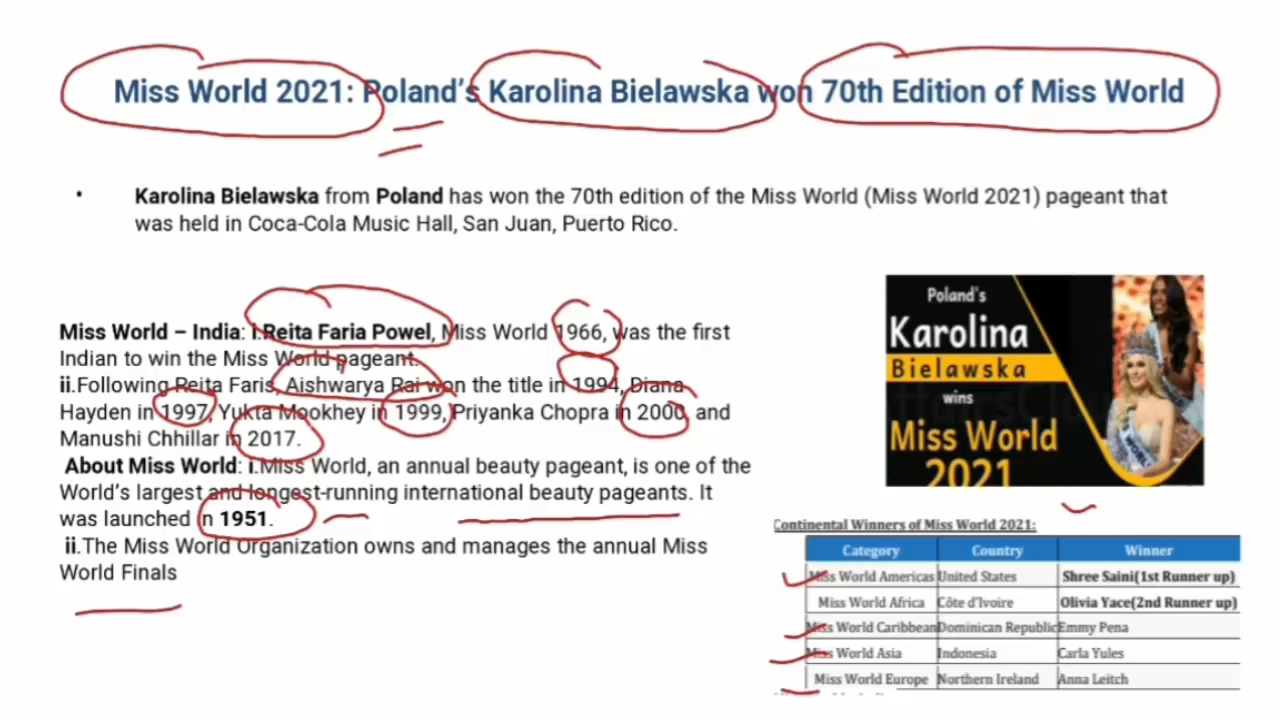 Miss World 2021: Poland's Karolina Bielawska won 70th Edition of Miss World
• Karolina Bielawska from Poland has won the 70th edition of the Miss World (Miss World 2021) pageant that
was held in Coca-Cola Music Hall, San Juan, Puerto Rico.
Miss World – India: i.Reita Faria Powel, Miss World 1966, was the first
Indian to win the Miss World pageant.
ii.Following Reita Faris, Aishwarya Rai won the title in 1994, Diana
Hayden in 1997, Yukta Mookhey in 1999, Priyanka Chopra in 2000, and
Manushi Chhillar in 2017.
About Miss World: i.Miss World, an annual beauty pageant, is one of the
World's largest and longest-running international beauty pageants. It
was launched in 1951.
ii.The Miss World Organization owns and manages the annual Miss
World Finals
Poland's
Karolina
Bielawska
wins
Miss World
2021
WORLD
Continental Winners of Miss World 2021:
Category Country Winner
Miss World Americas United States Shree Saini(1st Runner up)
Miss World Africa Côte d'Ivoire Olivia Yace(2nd Runner up)
Miss World Caribbean Dominican Republic Emmy Pena
Miss World Asia Indonesia Carla Yules
Miss World Europe Northern Ireland Anna Leitch